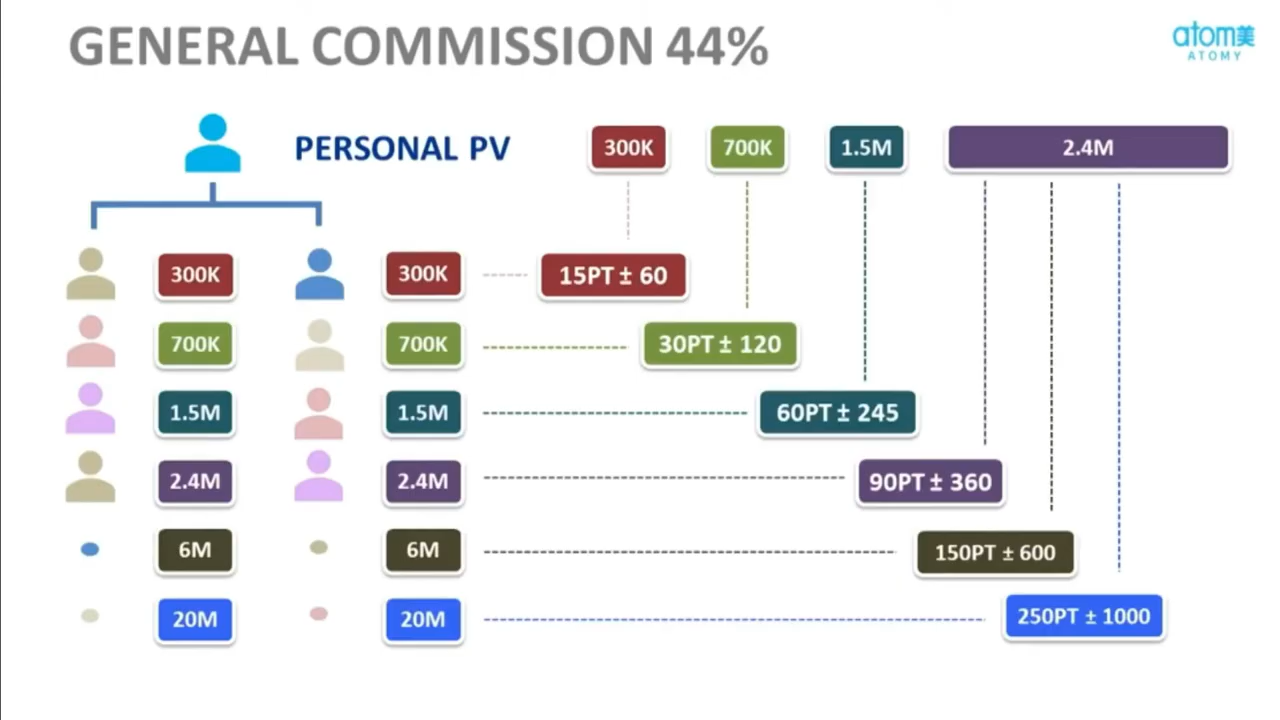 GENERAL COMMISSION 44%
atom美
ATOMY
PERSONAL PV
300K
700K
1.5M
2.4M
300K
300K
15PT ± 60
700K
700K
30PT ± 120
1.5M
1.5M
60PT ± 245
2.4M
2.4M
90PT ± 360
6M
6M
150PT ± 600
20M
20M
250PT ± 1000